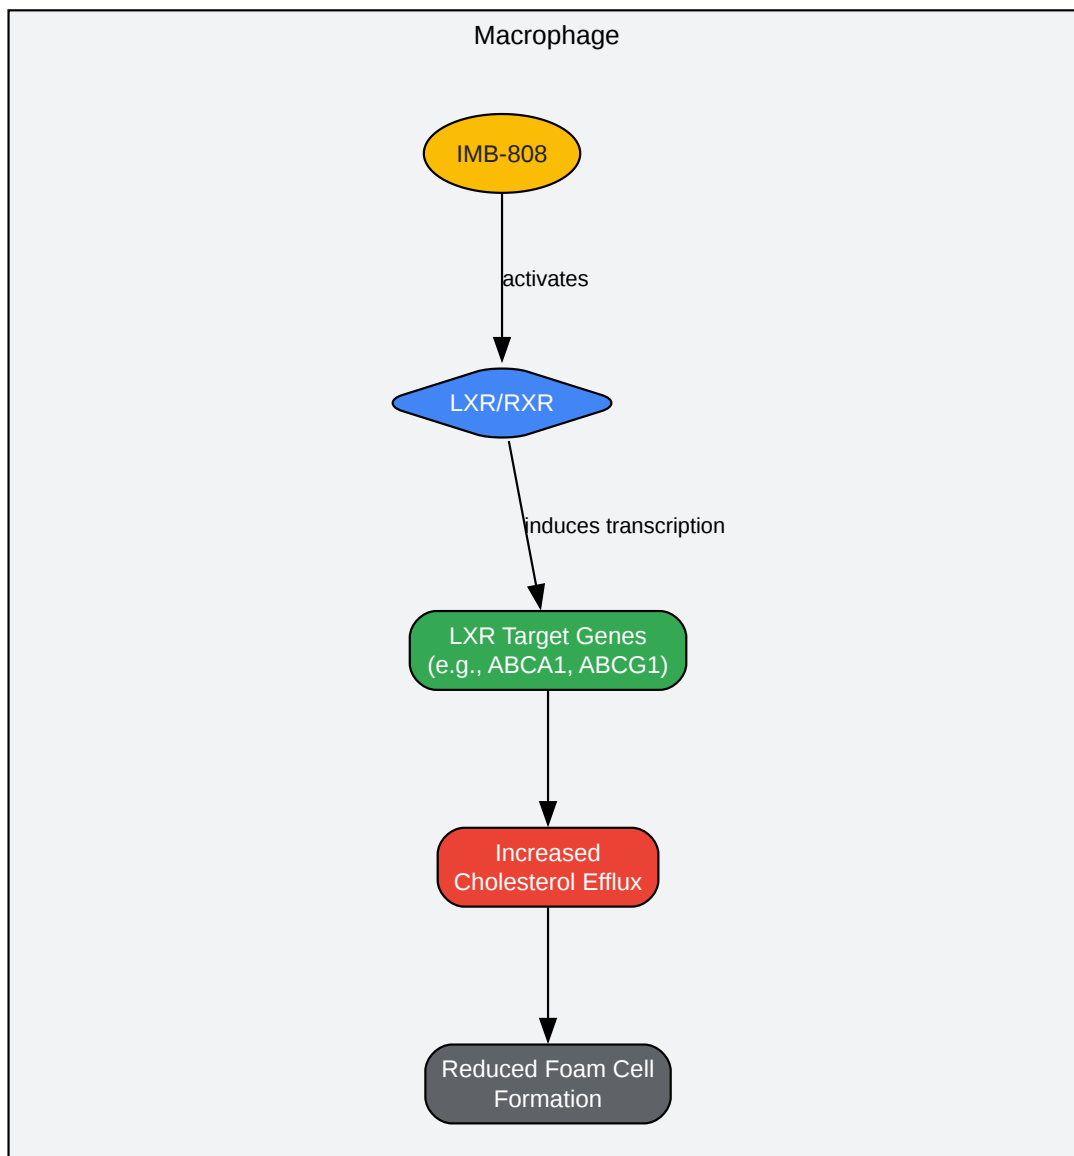 Macrophage
IMB-808
activates
LXR/RXR
induces transcription
LXR Target Genes
(e.g., ABCA1, ABCG1)
Increased
Cholesterol Efflux
Reduced Foam Cell
Formation